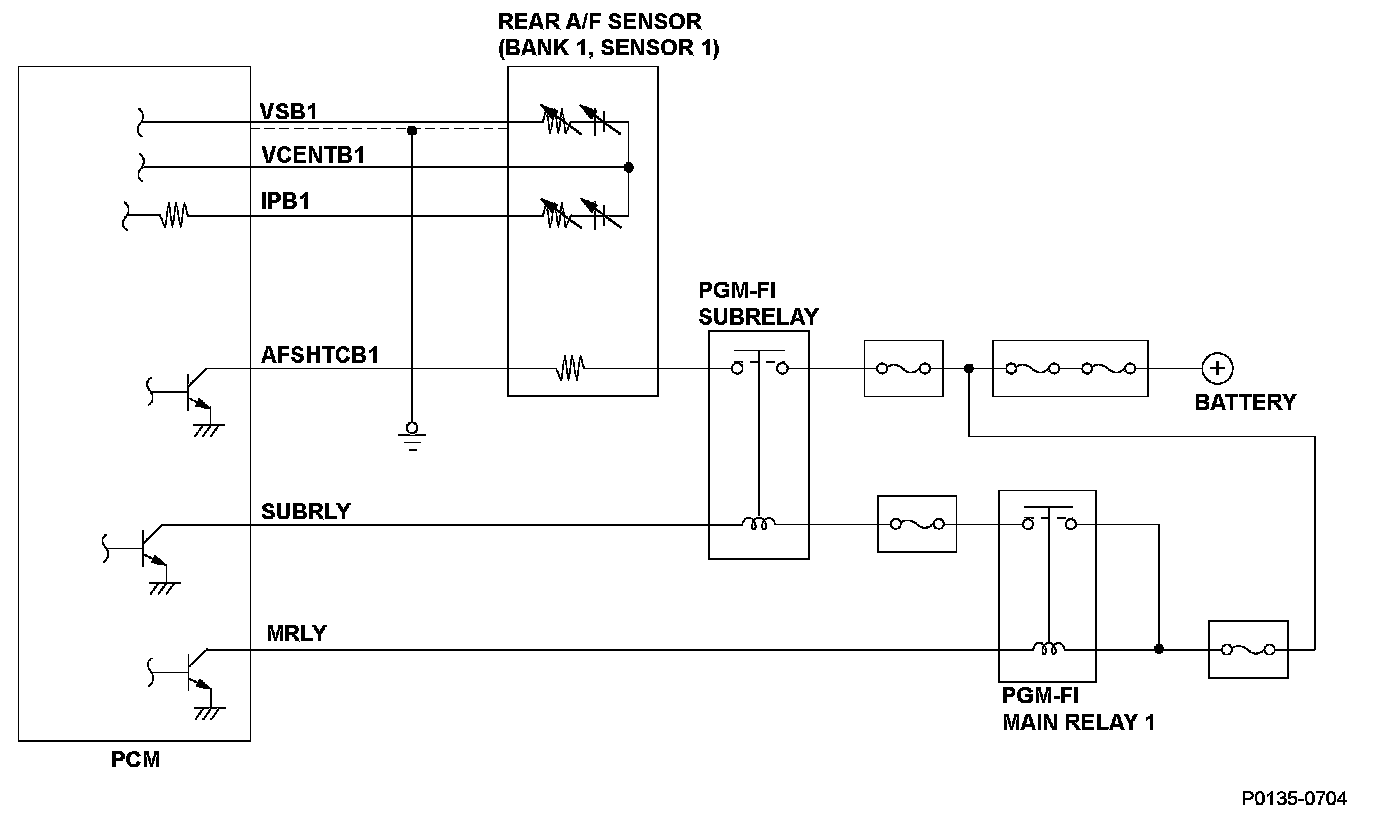 REAR A/F SENSOR
(BANK 1, SENSOR 1)
VSB1
VCENTB1
IPB1
PGM-FI
SUBRELAY
AFSHTCB1
BATTERY
SUBRLY
MRLY
PGM-FI
MAIN RELAY 1
PCM
P0135-0704